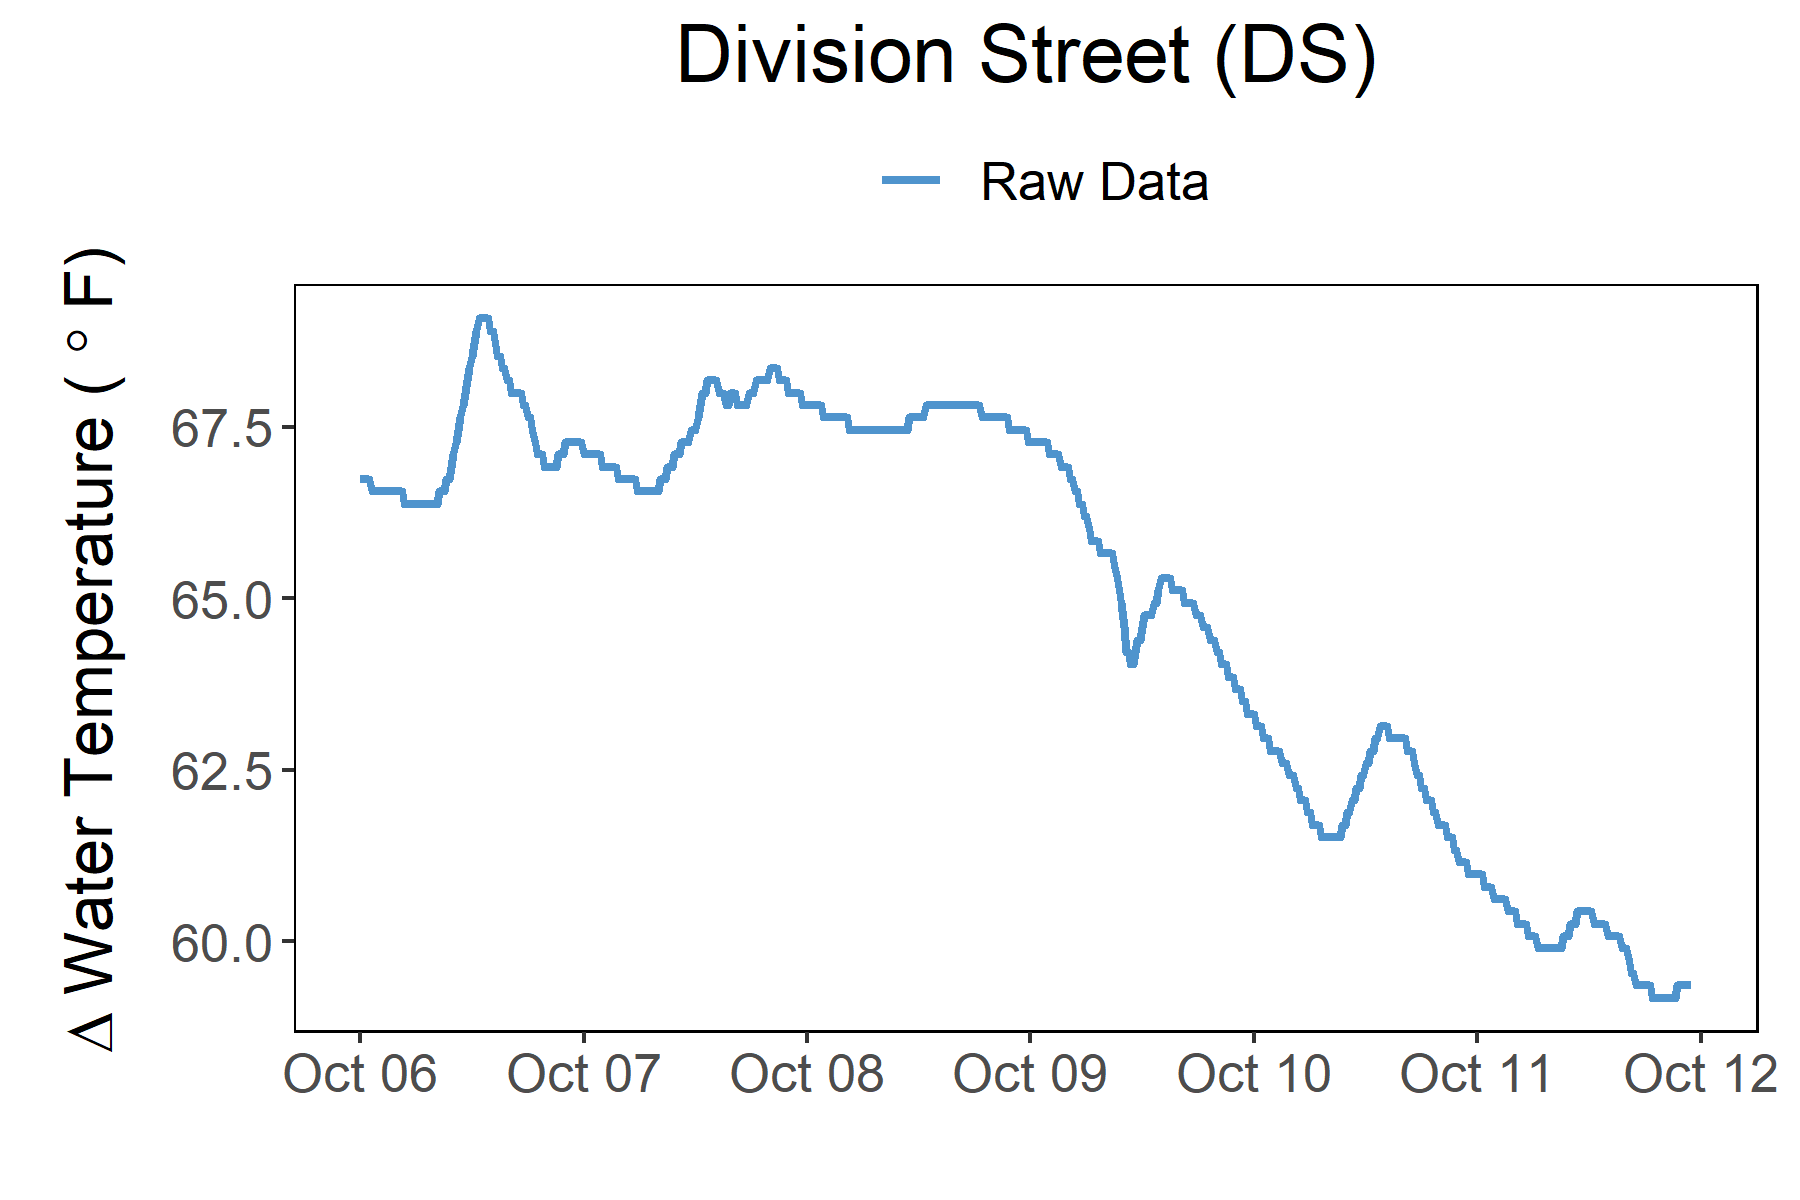 Division Street (DS)
Raw Data
Δ Water Temperature ( ° F)
67.5
65.0
62.5
60.0
Oct 06 Oct 07 Oct 08 Oct 09 Oct 10 Oct 11 Oct 12